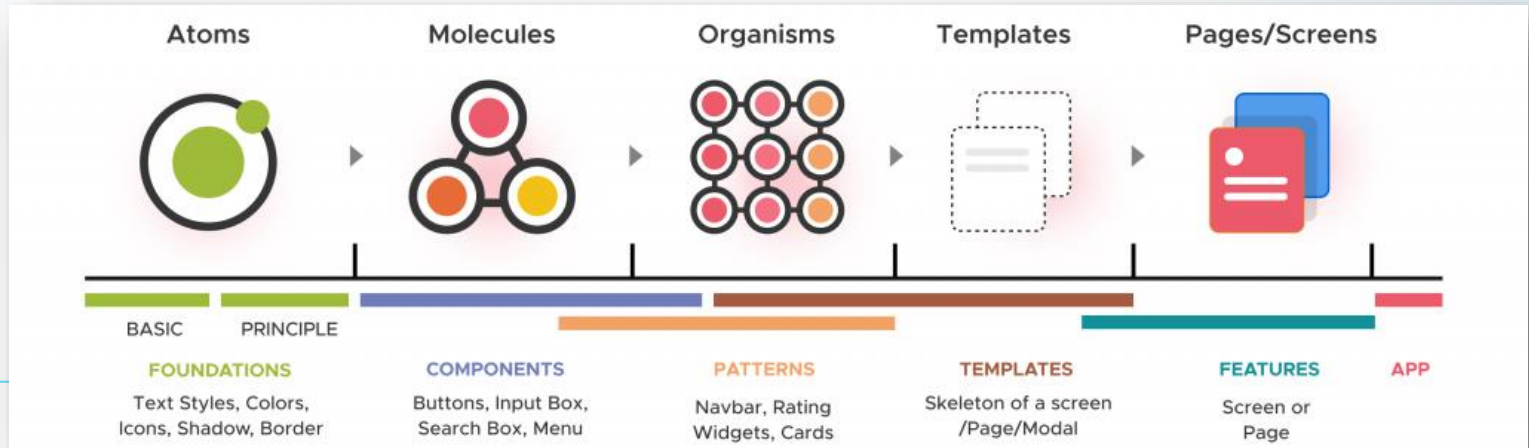 Atoms
Molecules
Organisms
Templates
Pages/Screens
BASIC
PRINCIPLE
FOUNDATIONS
Text Styles, Colors,
Icons, Shadow, Border
COMPONENTS
Buttons, Input Box,
Search Box, Menu
PATTERNS
Navbar, Rating
Widgets, Cards
TEMPLATES
Skeleton of a screen
/Page/Modal
FEATURES
Screen or
Page
APP